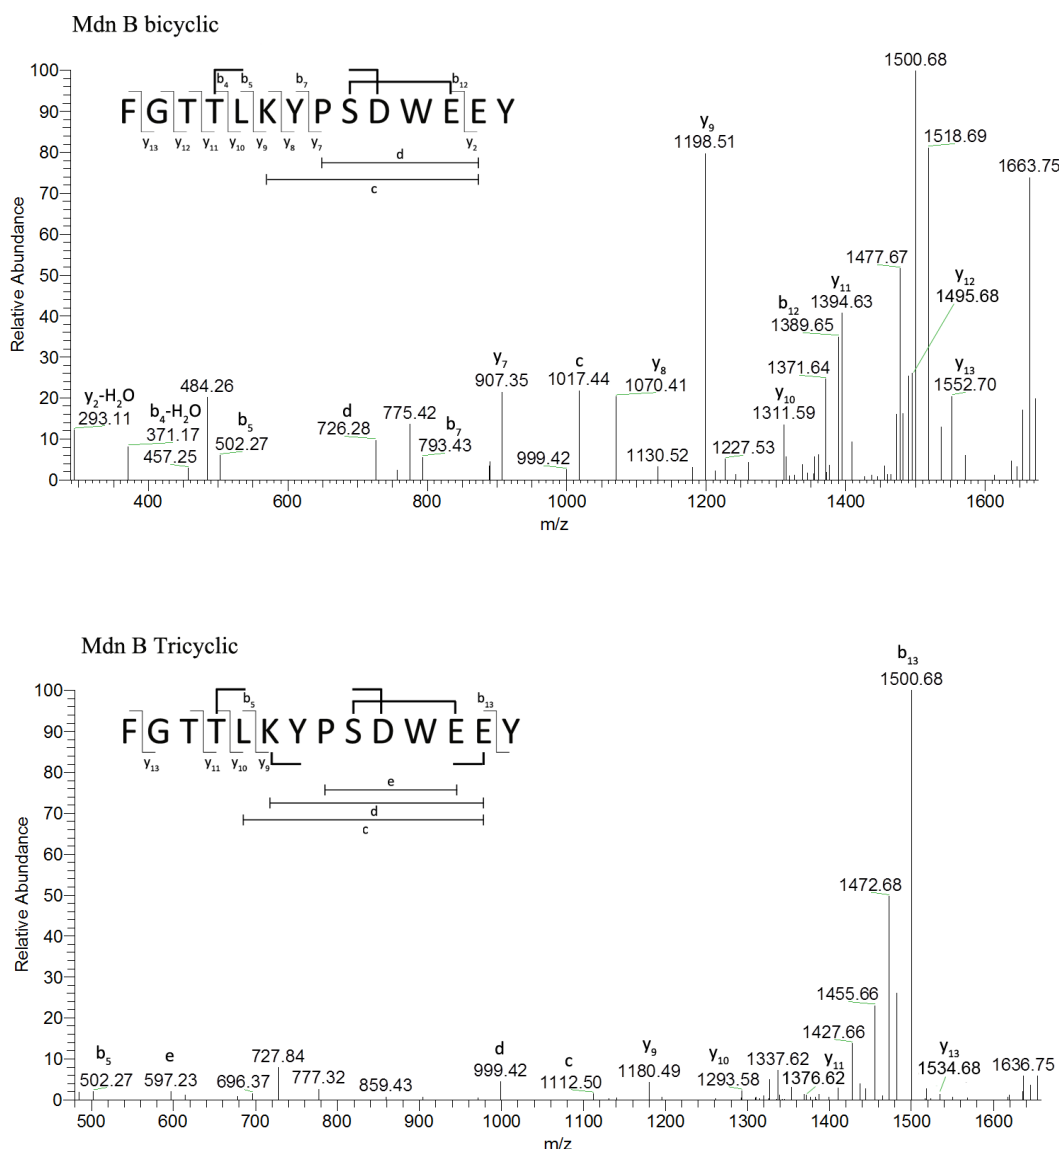 Mdn B bicyclic
b4 b5 b7 b12
FGTTLKYPSDWEEY
y13 y12 y11 y10 y9 y8 y7 y2
d
c
Relative Abundance
100
90
80
70
60
50
40
30
20
10
0
y2-H2O
293.11
b4-H2O
371.17
457.25
484.26
b5
502.27
d
726.28
775.42
b7
793.43
y7
907.35
999.42
c
1017.44
y8
1070.41
1130.52
y9
1198.51
1227.53
y10
1311.59
1371.64
b12
1389.65
y11
1394.63
1477.67
y12
1495.68
1500.68
1518.69
y13
1552.70
1663.75
400 600 800 1000 1200 1400 1600
m/z
Mdn B Tricyclic
b5 b13
FGTTLKYPSDWEEY
y13 y11 y10 y9
e
d
c
Relative Abundance
100
90
80
70
60
50
40
30
20
10
0
b5
502.27
e
597.23
696.37
727.84
777.32
859.43
d
999.42
c
1112.50
y9
1180.49
y10
1293.58
1337.62
y11
1376.62
1427.66
1455.66
1472.68
b13
1500.68
y13
1534.68
1636.75
500 600 700 800 900 1000 1100 1200 1300 1400 1500 1600
m/z